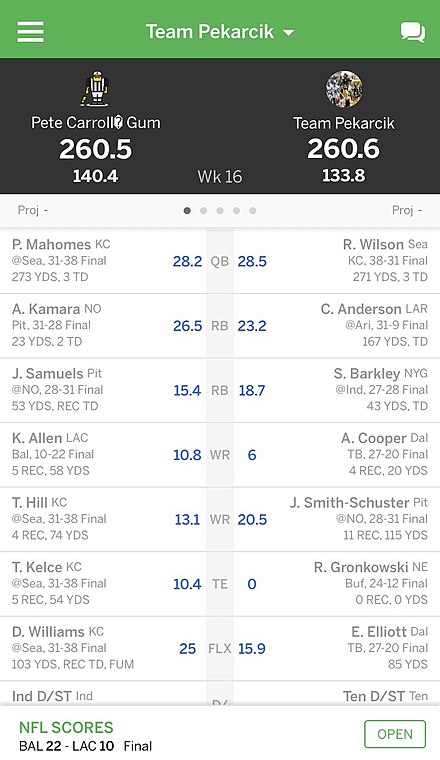 Team Pekarcik
Pete Carroll� Gum
Team Pekarcik
260.5
260.6
140.4
Wk 16
133.8
Proj -
Proj -
P. Mahomes KC
R. Wilson Sea
@Sea, 31-38 Final
28.2 QB 28.5
KC, 38-31 Final
273 YDS, 3 TD
271 YDS, 3 TD
A. Kamara NO
C. Anderson LAR
Pit, 31-28 Final
26.5 RB 23.2
@Ari, 31-9 Final
23 YDS, 2 TD
167 YDS, TD
J. Samuels Pit
S. Barkley NYG
@NO, 28-31 Final
15.4 RB 18.7
@Ind, 27-28 Final
53 YDS, REC TD
43 YDS, TD
K. Allen LAC
A. Cooper Dal
Bal, 10-22 Final
10.8 WR 6
TB, 27-20 Final
5 REC, 58 YDS
4 REC, 20 YDS
T. Hill KC
J. Smith-Schuster Pit
@Sea, 31-38 Final
13.1 WR 20.5
@NO, 28-31 Final
4 REC, 74 YDS
11 REC, 115 YDS
T. Kelce KC
R. Gronkowski NE
@Sea, 31-38 Final
10.4 TE 0
Buf, 24-12 Final
5 REC, 54 YDS
0 REC, 0 YDS
D. Williams KC
E. Elliott Dal
@Sea, 31-38 Final
25 FLX 15.9
TB, 27-20 Final
103 YDS, REC TD, FUM
85 YDS
Ind D/ST Ind
Ten D/ST Ten
D/
NFL SCORES
OPEN
BAL 22 - LAC 10 Final